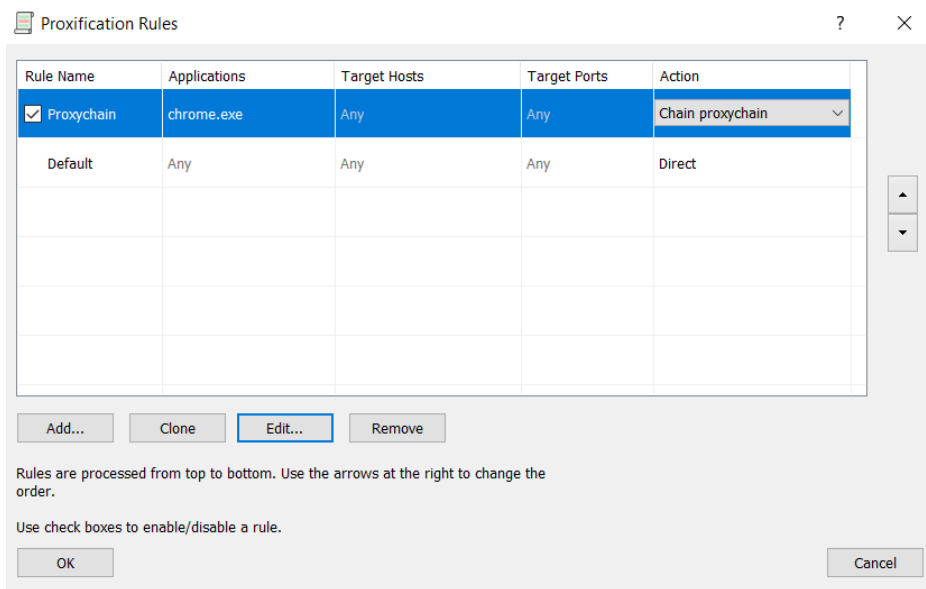 Proxification Rules
?
Rule Name Applications Target Hosts Target Ports Action
Proxychain chrome.exe Any Any Chain proxychain
Default Any Any Any Direct
Add... Clone Edit... Remove
Rules are processed from top to bottom. Use the arrows at the right to change the
order.
Use check boxes to enable/disable a rule.
OK Cancel